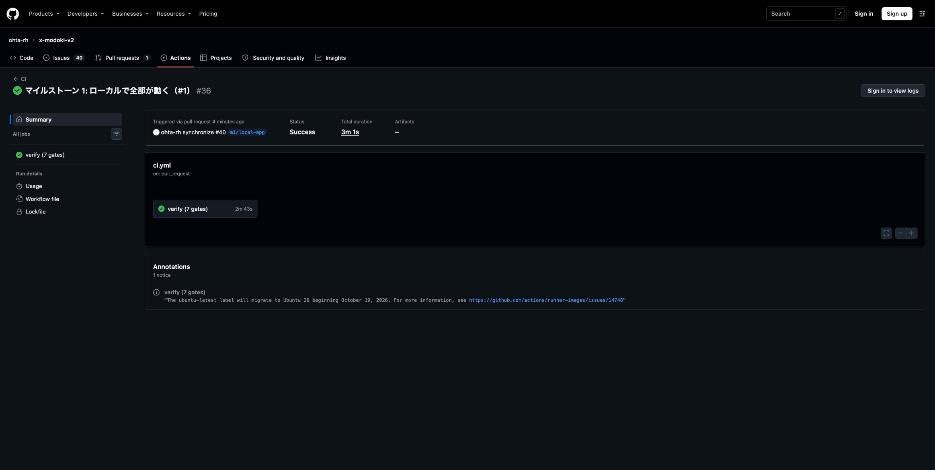 Products Developers Businesses Resources Pricing Search / Sign in Sign up
ohta-rh / x-modoki-v2
Code Issues 40 Pull requests 1 Actions Projects Security and quality Insights
← CI
マイルストーン 1: ローカルで全部が動く (#1) #36
Sign in to view logs
Summary
All jobs
verify (7 gates)
Run details
Usage
Workflow file
Lockfile
Triggered via pull request 4 minutes ago
ohta-rh synchronize #40 m1/local-app
Status
Success
Total duration
3m 1s
Artifacts
–
ci.yml
on: pull_request
verify (7 gates) 2m 43s
Annotations
1 notice
verify (7 gates)
"The ubuntu-latest label will migrate to Ubuntu 26 beginning October 19, 2026. For more information, see https://github.com/actions/runner-images/issues/14748"